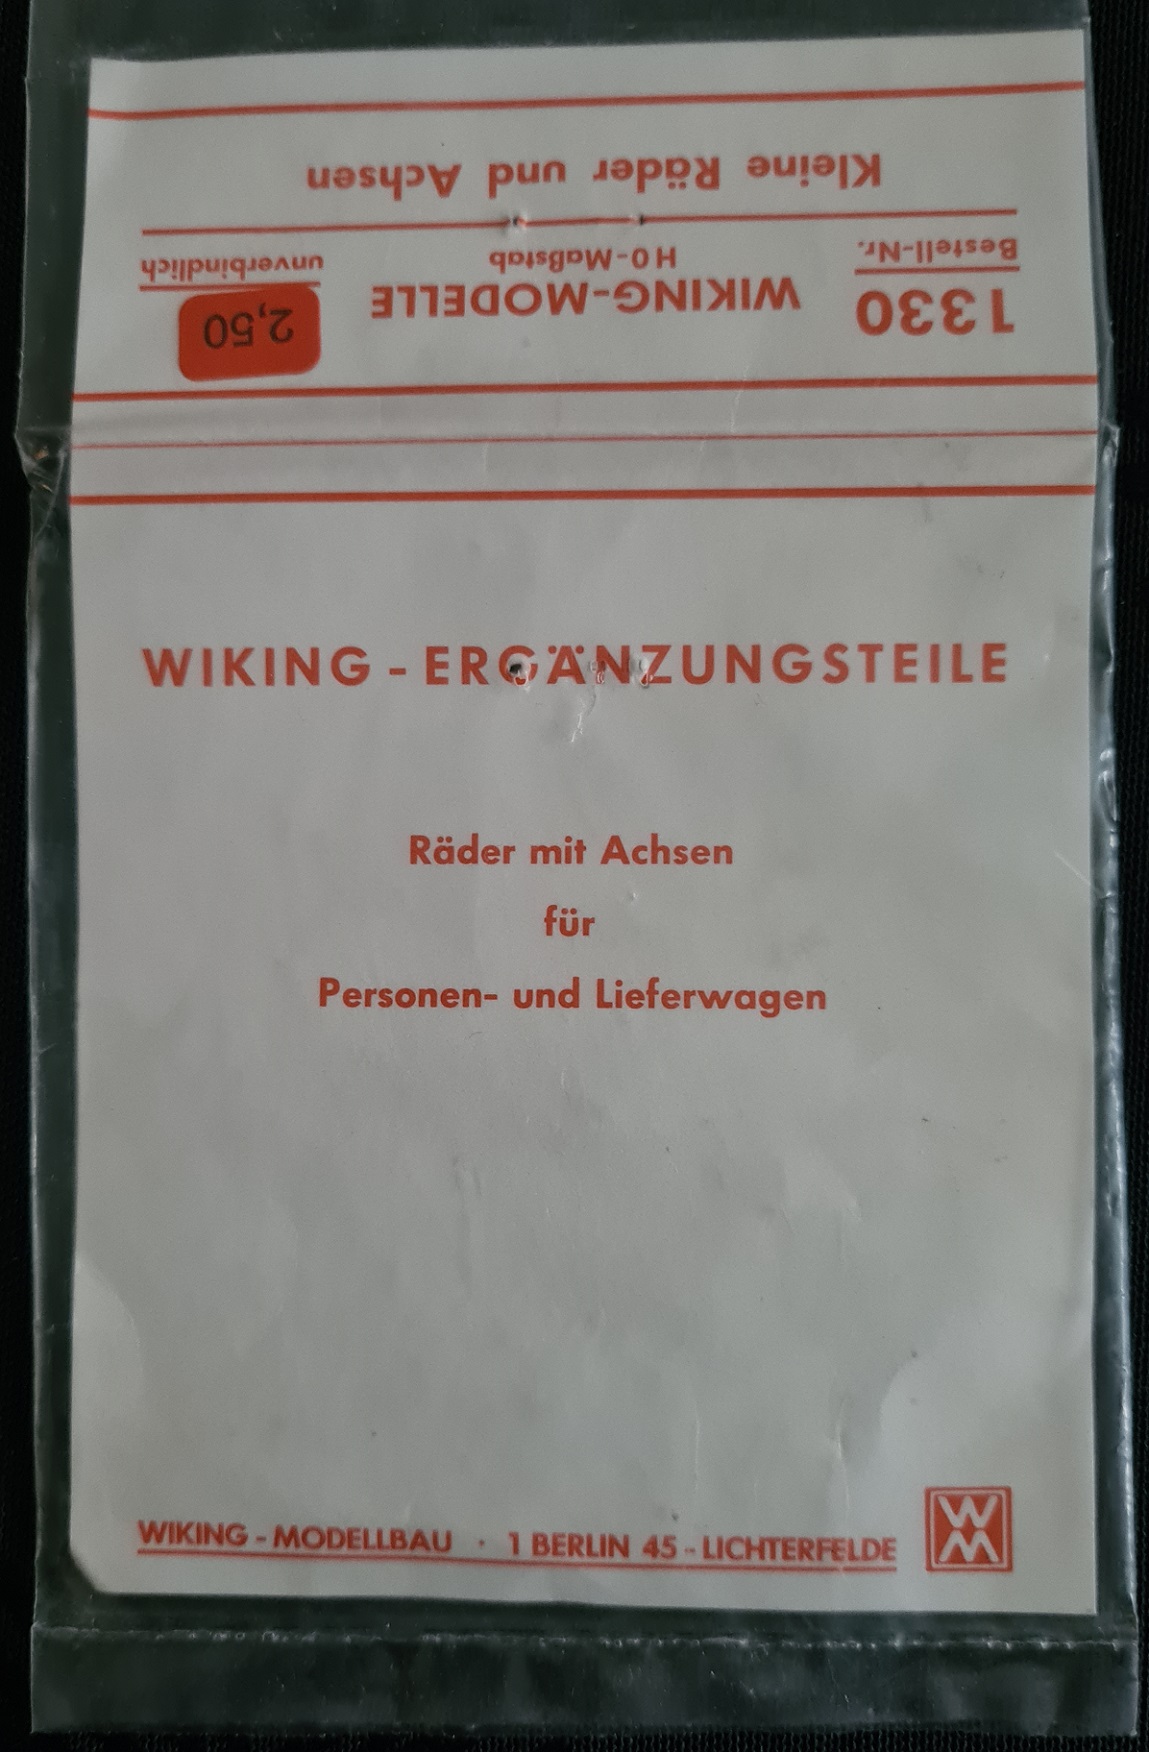 Kleine Räder und Achsen
Bestell-Nr.
1330
WIKING-MODELLE
H0-Maßstab
unverbindlich
2,50
WIKING - ERGÄNZUNGSTEILE
Räder mit Achsen
für
Personen- und Lieferwagen
WIKING - MODELLBAU · 1 BERLIN 45 - LICHTERFELDE
WM